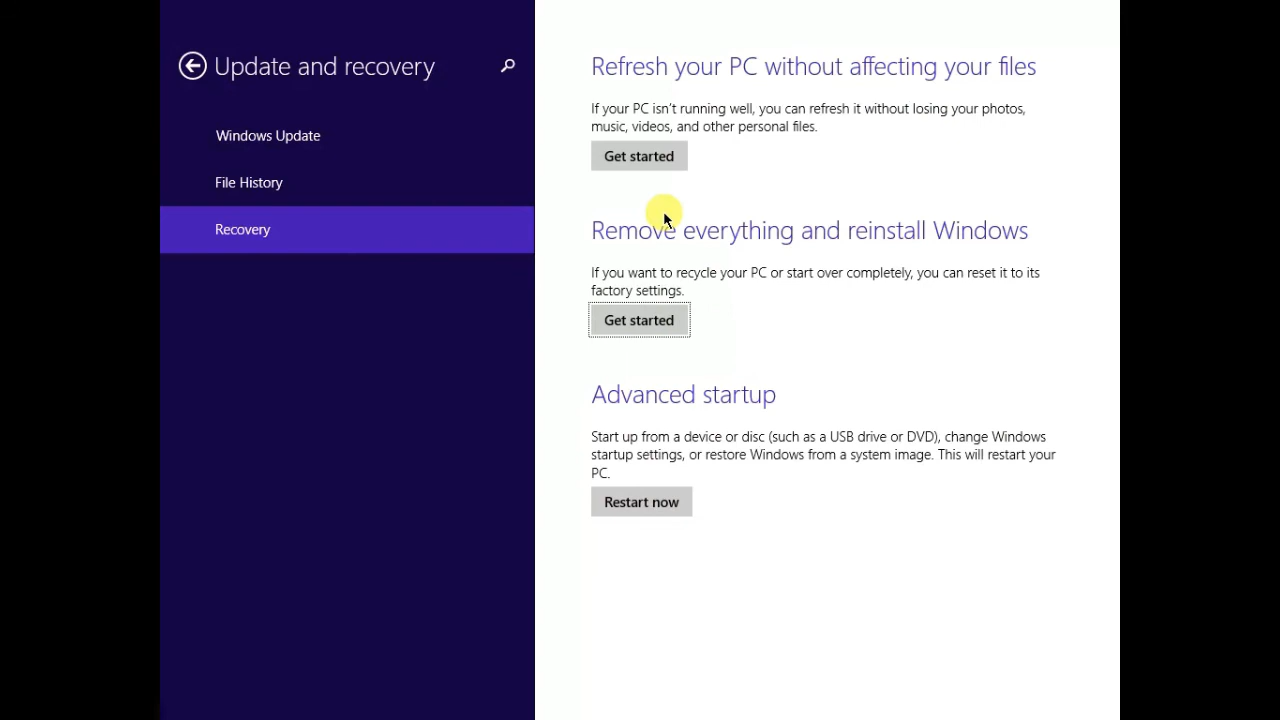 Update and recovery
Windows Update
File History
Recovery
Refresh your PC without affecting your files
If your PC isn't running well, you can refresh it without losing your photos,
music, videos, and other personal files.
Get started
Remove everything and reinstall Windows
If you want to recycle your PC or start over completely, you can reset it to its
factory settings.
Get started
Advanced startup
Start up from a device or disc (such as a USB drive or DVD), change Windows
startup settings, or restore Windows from a system image. This will restart your
PC.
Restart now